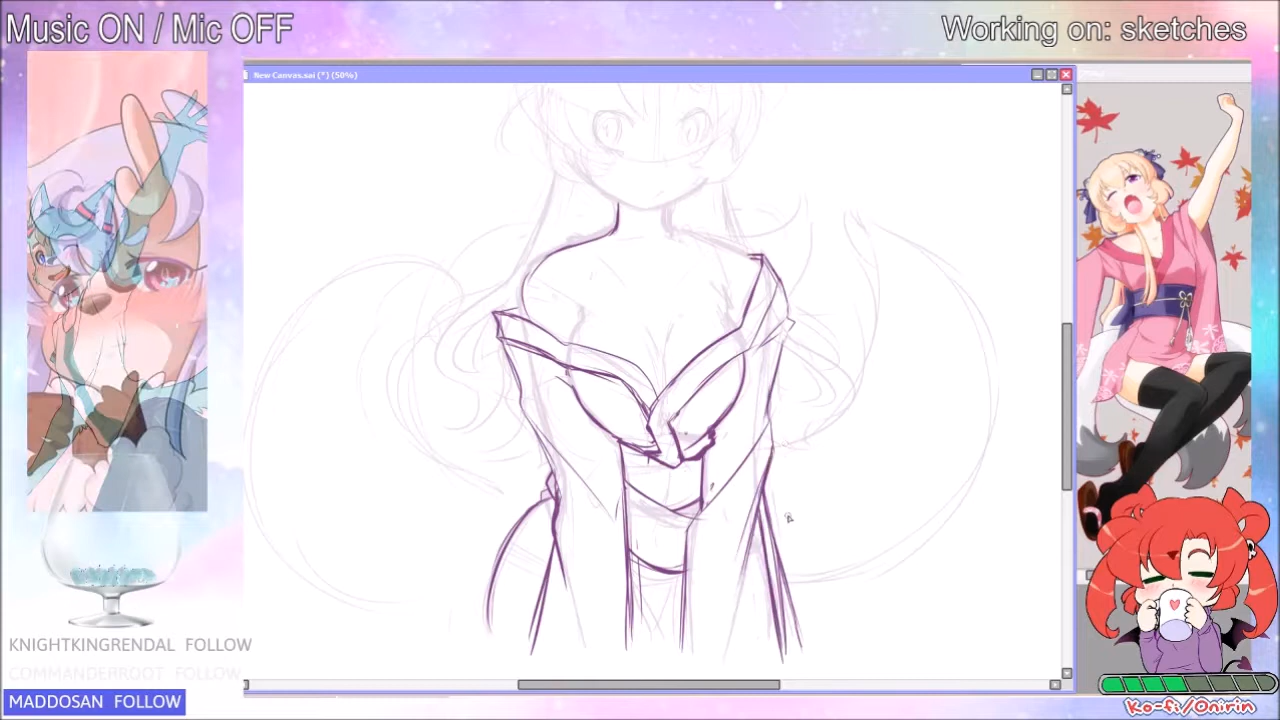 Music ON / Mic OFF
Working on: sketches
New Canvas.sai (*) (50%)
KNIGHTKINGRENDAL FOLLOW
COMMANDERROOT FOLLOW
MADDOSAN FOLLOW
Ko-fi/Onirin